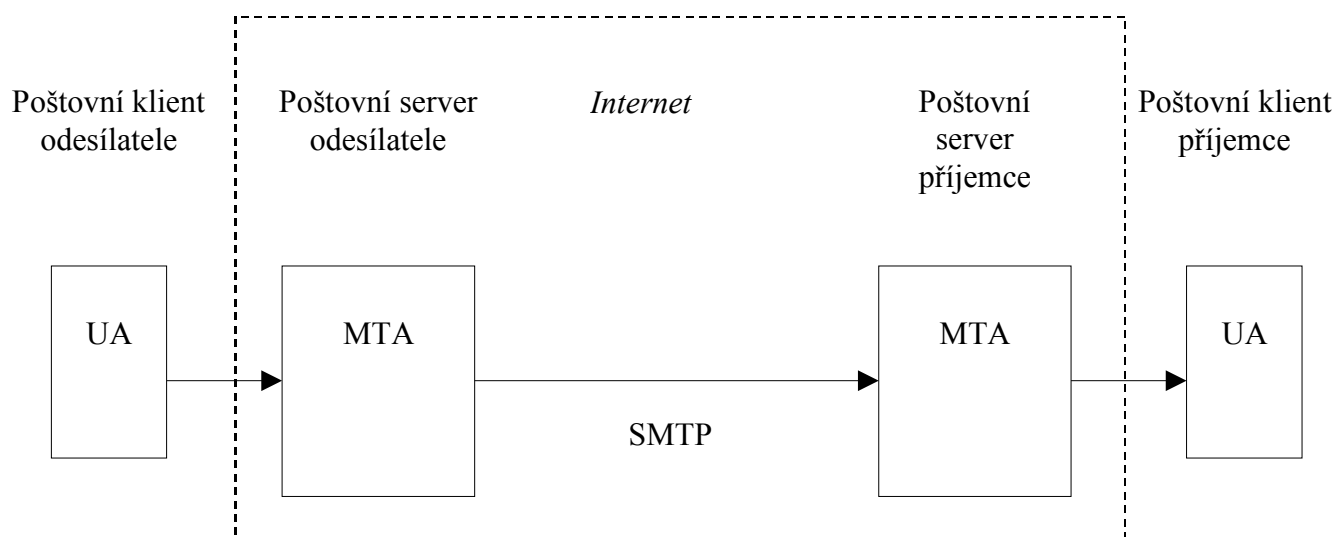 Poštovní klient
odesílatele
Poštovní server
odesílatele
Internet
Poštovní
server
příjemce
Poštovní klient
příjemce
UA
MTA
MTA
UA
SMTP